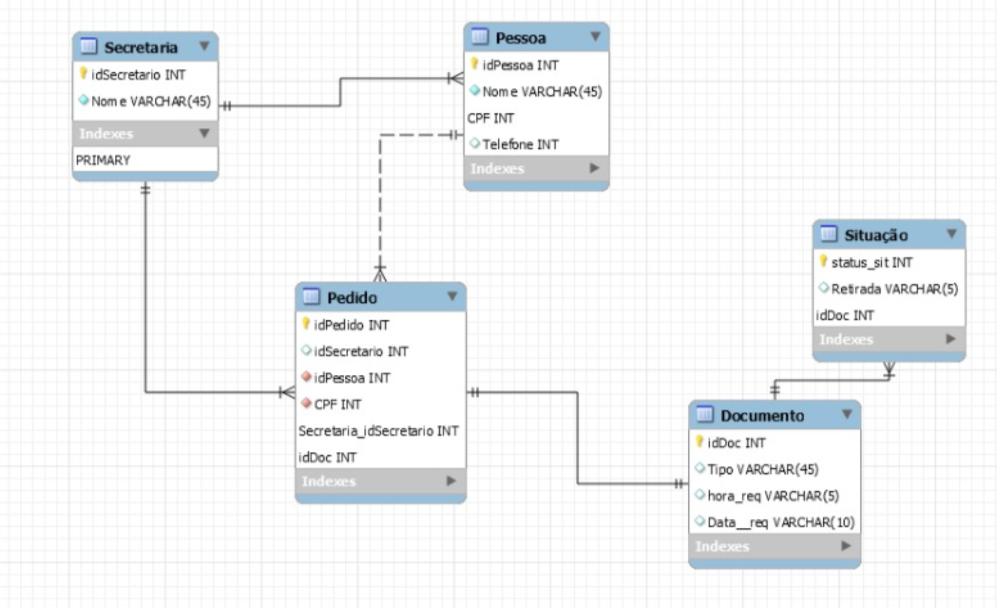 Secretaria
idSecretario INT
Nome VARCHAR(45)
Indexes
PRIMARY
Pessoa
idPessoa INT
Nome VARCHAR(45)
CPF INT
Telefone INT
Indexes
Pedido
idPedido INT
idSecretario INT
idPessoa INT
CPF INT
Secretaria_idSecretario INT
idDoc INT
Indexes
Situação
status_sit INT
Retirada VARCHAR(5)
idDoc INT
Indexes
Documento
idDoc INT
Tipo VARCHAR(45)
hora_req VARCHAR(5)
Data__req VARCHAR(10)
Indexes